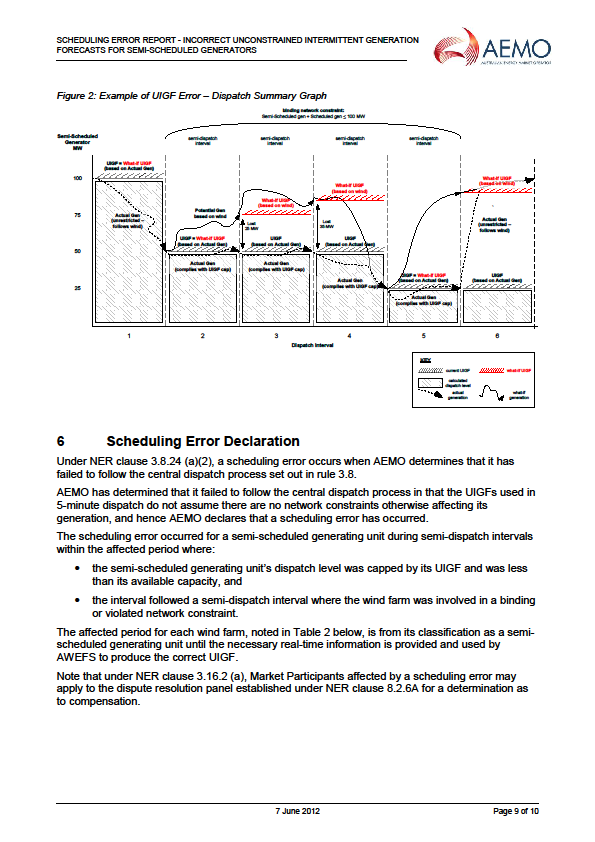 SCHEDULING ERROR REPORT - INCORRECT UNCONSTRAINED INTERMITTENT GENERATION
FORECASTS FOR SEMI-SCHEDULED GENERATORS
AEMO
AUSTRALIAN ENERGY MARKET OPERATOR
Figure 2: Example of UIGF Error – Dispatch Summary Graph
binding network constraint:
Semi-Scheduled gen + Scheduled gen ≤ 100 MW
Semi-Scheduled
Generator
MW
semi-dispatch
interval
semi-dispatch
interval
semi-dispatch
interval
semi-dispatch
interval
UIGF = What-if UIGF
(based on Actual Gen)
What-if UIGF
(based on wind)
What-if UIGF
(based on wind)
What-if UIGF
(based on wind)
100
75
50
25
Actual Gen
(unrestricted –
follows wind)
Potential Gen
based on wind
Lost
25 MW
Lost
35 MW
Actual Gen
(unrestricted –
follows wind)
UIGF = What-if UIGF
(based on Actual Gen)
UIGF
(based on Actual Gen)
UIGF
(based on Actual Gen)
Actual Gen
(complies with UIGF cap)
Actual Gen
(complies with UIGF cap)
Actual Gen
(complies with UIGF cap)
UIGF = What-if UIGF
(based on Actual Gen)
Actual Gen
(complies with UIGF cap)
UIGF
(based on Actual Gen)
1 2 3 4 5 6
Dispatch Interval
KEY
current UIGF
what-if UIGF
calculated
dispatch level
actual
generation
what-if
generation
6 Scheduling Error Declaration
Under NER clause 3.8.24 (a)(2), a scheduling error occurs when AEMO determines that it has
failed to follow the central dispatch process set out in rule 3.8.
AEMO has determined that it failed to follow the central dispatch process in that the UIGFs used in
5-minute dispatch do not assume there are no network constraints otherwise affecting its
generation, and hence AEMO declares that a scheduling error has occurred.
The scheduling error occurred for a semi-scheduled generating unit during semi-dispatch intervals
within the affected period where:
• the semi-scheduled generating unit's dispatch level was capped by its UIGF and was less
than its available capacity, and
• the interval followed a semi-dispatch interval where the wind farm was involved in a binding
or violated network constraint.
The affected period for each wind farm, noted in Table 2 below, is from its classification as a semi-
scheduled generating unit until the necessary real-time information is provided and used by
AWEFS to produce the correct UIGF.
Note that under NER clause 3.16.2 (a), Market Participants affected by a scheduling error may
apply to the dispute resolution panel established under NER clause 8.2.6A for a determination as
to compensation.
7 June 2012
Page 9 of 10